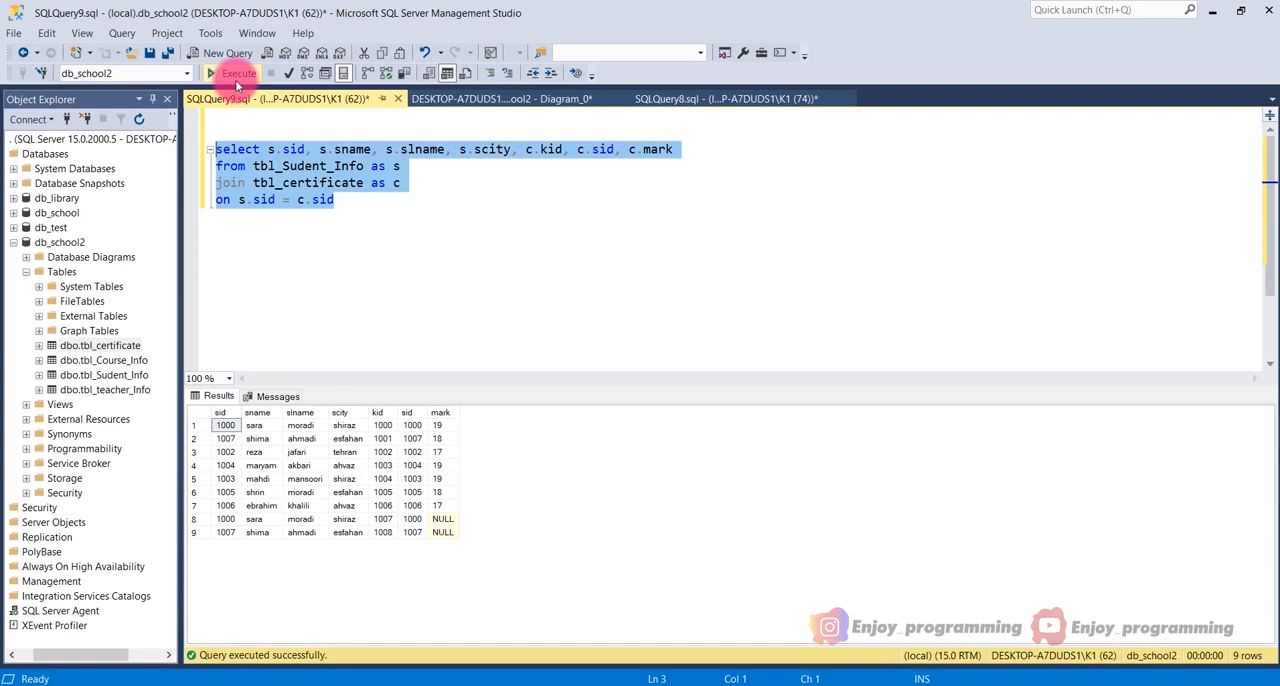 SQLQuery9.sql - (local).db_school2 (DESKTOP-A7DUDS1\K1 (62))* - Microsoft SQL Server Management Studio
Quick Launch (Ctrl+Q)
File Edit View Query Project Tools Window Help
New Query
db_school2 Execute
Object Explorer
SQLQuery9.sql - (l...P-A7DUDS1\K1 (62))* DESKTOP-A7DUDS1....ool2 - Diagram_0* SQLQuery8.sql - (l...P-A7DUDS1\K1 (74))*
Connect
. (SQL Server 15.0.2000.5 - DESKTOP-A
Databases
System Databases
Database Snapshots
db_library
db_school
db_test
db_school2
Database Diagrams
Tables
System Tables
FileTables
External Tables
Graph Tables
dbo.tbl_certificate
dbo.tbl_Course_Info
dbo.tbl_Sudent_Info
dbo.tbl_teacher_Info
Views
External Resources
Synonyms
Programmability
Service Broker
Storage
Security
Security
Server Objects
Replication
PolyBase
Always On High Availability
Management
Integration Services Catalogs
SQL Server Agent
XEvent Profiler
select s.sid, s.sname, s.slname, s.scity, c.kid, c.sid, c.mark
from tbl_Sudent_Info as s
join tbl_certificate as c
on s.sid = c.sid
100 %
Results Messages
sid sname slname scity kid sid mark
1 1000 sara moradi shiraz 1000 1000 19
2 1007 shima ahmadi esfahan 1001 1007 18
3 1002 reza jafari tehran 1002 1002 17
4 1004 maryam akbari ahvaz 1003 1004 19
5 1003 mahdi mansoori shiraz 1004 1003 19
6 1005 shrin moradi esfahan 1005 1005 18
7 1006 ebrahim khalili ahvaz 1006 1006 17
8 1000 sara moradi shiraz 1007 1000 NULL
9 1007 shima ahmadi esfahan 1008 1007 NULL
Enjoy_programming Enjoy_programming
Query executed successfully. (local) (15.0 RTM) DESKTOP-A7DUDS1\K1 (62) db_school2 00:00:00 9 rows
Ready Ln 3 Col 1 Ch 1 INS